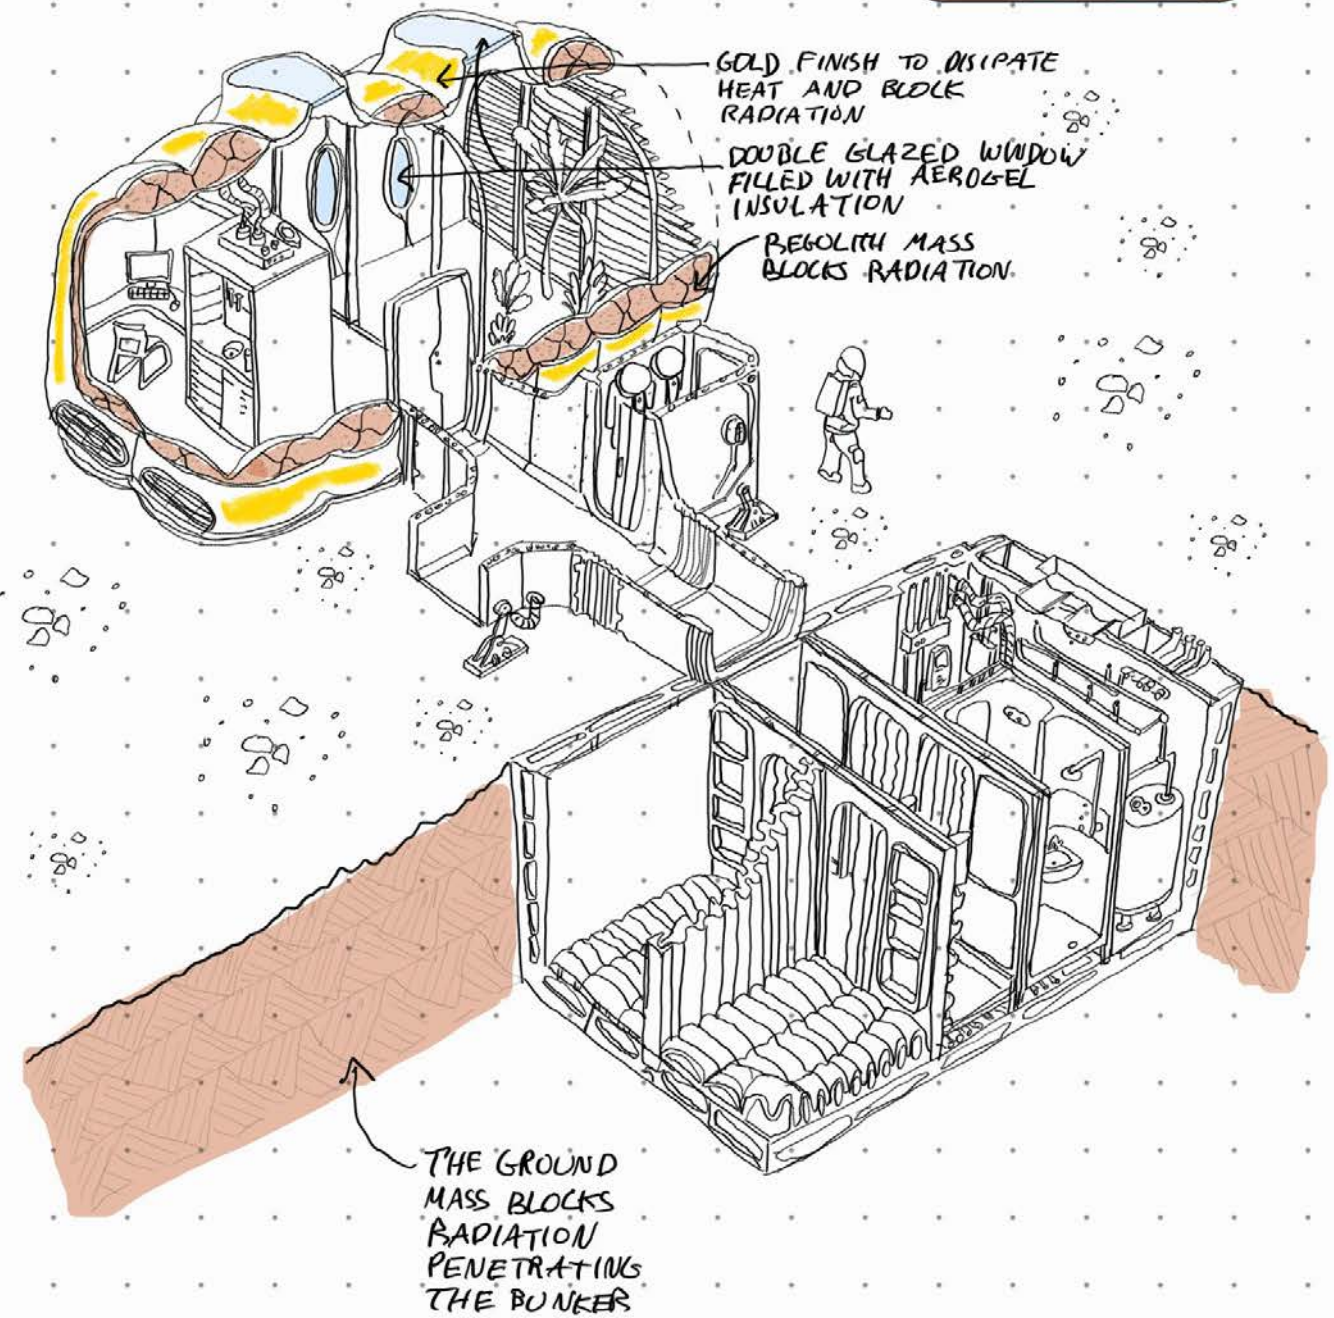 GOLD FINISH TO DISIPATE
HEAT AND BLOCK
RADIATION
DOUBLE GLAZED WINDOW
FILLED WITH AEROGEL
INSULATION
REGOLITH MASS
BLOCKS RADIATION
THE GROUND
MASS BLOCKS
RADIATION
PENETRATING
THE BUNKER